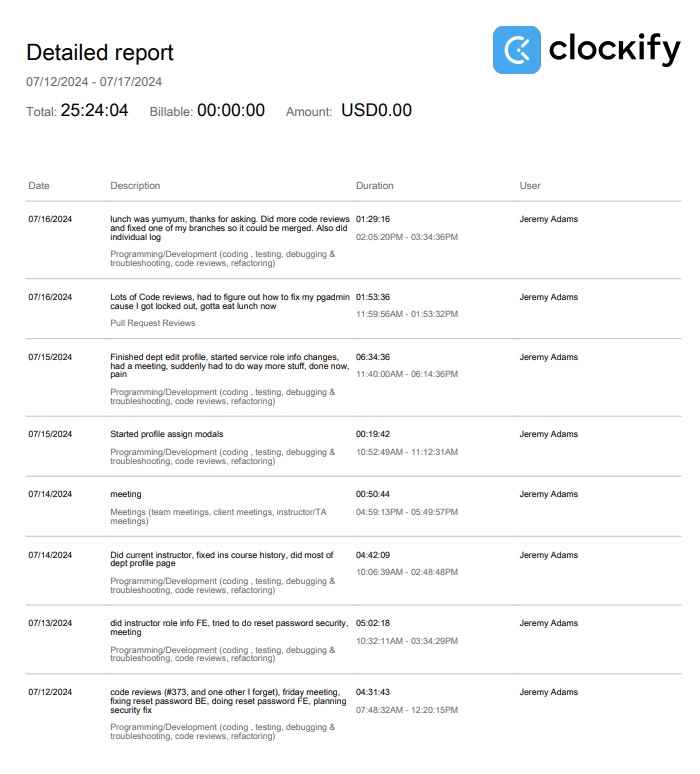 Detailed report
clockify
07/12/2024 - 07/17/2024
Total: 25:24:04 Billable: 00:00:00 Amount: USD0.00
Date Description Duration User
07/16/2024 lunch was yumyum, thanks for asking. Did more code reviews 01:29:16 Jeremy Adams
and fixed one of my branches so it could be merged. Also did
individual log
02:05:20PM - 03:34:36PM
Programming/Development (coding , testing, debugging &
troubleshooting, code reviews, refactoring)
07/16/2024 Lots of Code reviews, had to figure out how to fix my pgadmin 01:53:36 Jeremy Adams
cause I got locked out, gotta eat lunch now
11:59:56AM - 01:53:32PM
Pull Request Reviews
07/15/2024 Finished dept edit profile, started service role info changes, 06:34:36 Jeremy Adams
had a meeting, suddenly had to do way more stuff, done now,
pain
11:40:00AM - 06:14:36PM
Programming/Development (coding , testing, debugging &
troubleshooting, code reviews, refactoring)
07/15/2024 Started profile assign modals 00:19:42 Jeremy Adams
Programming/Development (coding , testing, debugging & 10:52:49AM - 11:12:31AM
troubleshooting, code reviews, refactoring)
07/14/2024 meeting 00:50:44 Jeremy Adams
Meetings (team meetings, client meetings, instructor/TA 04:59:13PM - 05:49:57PM
meetings)
07/14/2024 Did current instructor, fixed ins course history, did most of 04:42:09 Jeremy Adams
dept profile page
10:06:39AM - 02:48:48PM
Programming/Development (coding , testing, debugging &
troubleshooting, code reviews, refactoring)
07/13/2024 did instructor role info FE, tried to do reset password security, 05:02:18 Jeremy Adams
meeting
10:32:11AM - 03:34:29PM
Programming/Development (coding , testing, debugging &
troubleshooting, code reviews, refactoring)
07/12/2024 code reviews (#373, and one other I forget), friday meeting, 04:31:43 Jeremy Adams
fixing reset password BE, doing reset password FE, planning
security fix
07:48:32AM - 12:20:15PM
Programming/Development (coding , testing, debugging &
troubleshooting, code reviews, refactoring)